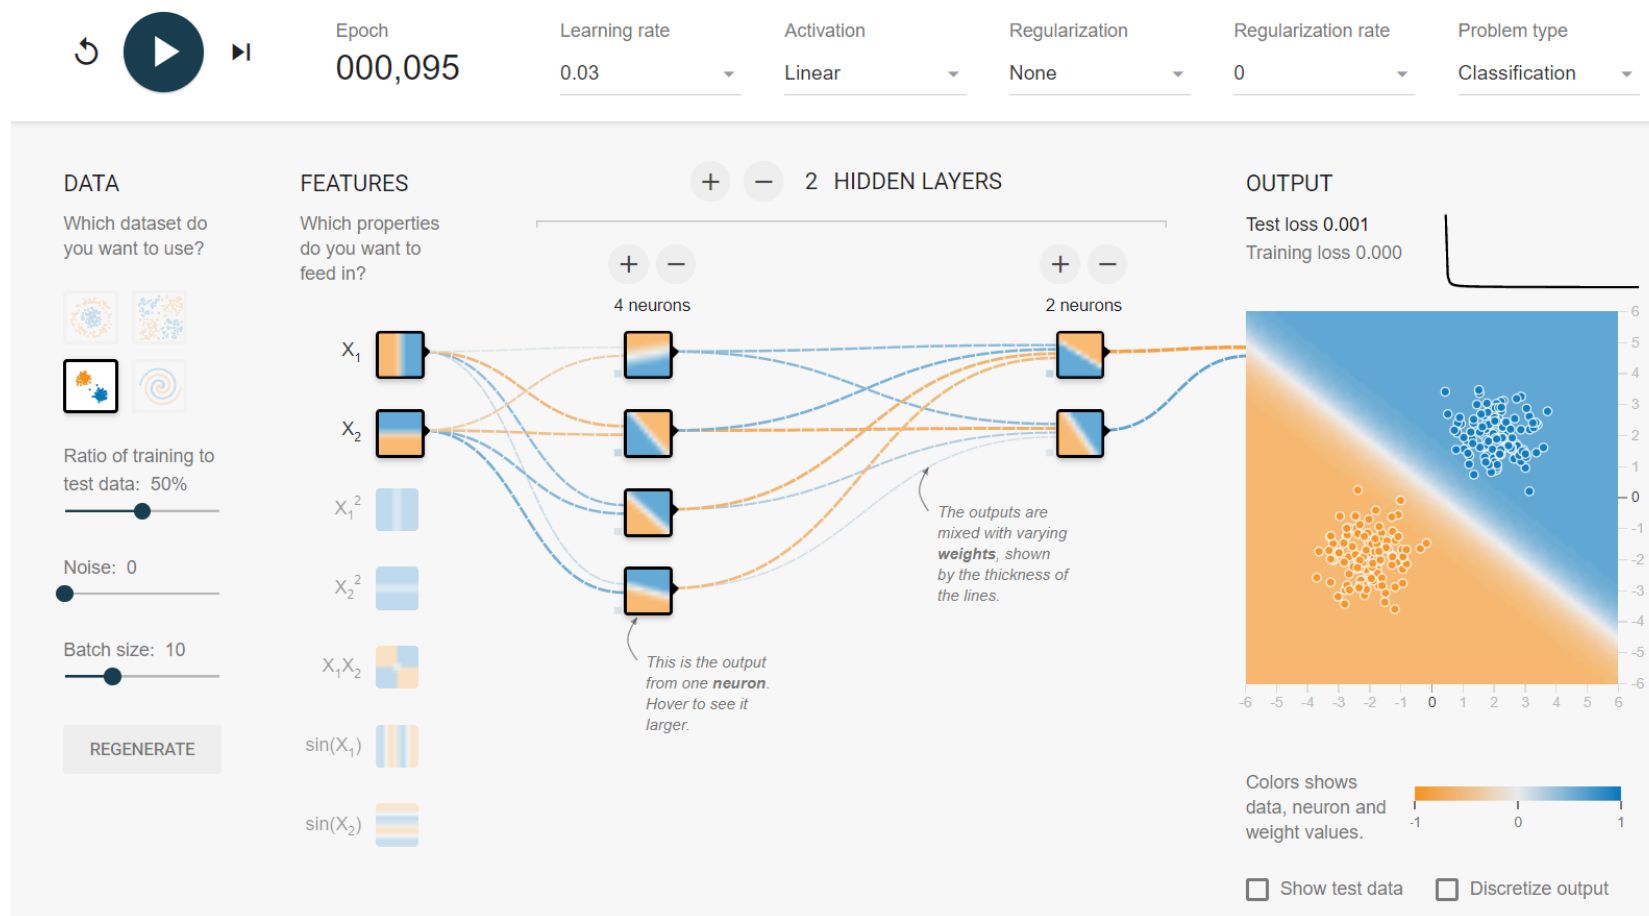 Epoch
000,095
Learning rate
0.03
Activation
Linear
Regularization
None
Regularization rate
0
Problem type
Classification
DATA
Which dataset do
you want to use?
Ratio of training to
test data: 50%
Noise: 0
Batch size: 10
REGENERATE
FEATURES
Which properties
do you want to
feed in?
X1
X2
X1²
X2²
X1X2
sin(X1)
sin(X2)
+ − 2 HIDDEN LAYERS
+ −
4 neurons
+ −
2 neurons
This is the output
from one neuron.
Hover to see it
larger.
The outputs are
mixed with varying
weights, shown
by the thickness of
the lines.
OUTPUT
Test loss 0.001
Training loss 0.000
6
5
4
3
2
1
0
-1
-2
-3
-4
-5
-6
-6 -5 -4 -3 -2 -1 0 1 2 3 4 5 6
Colors shows
data, neuron and
weight values.
-1 0 1
Show test data
Discretize output